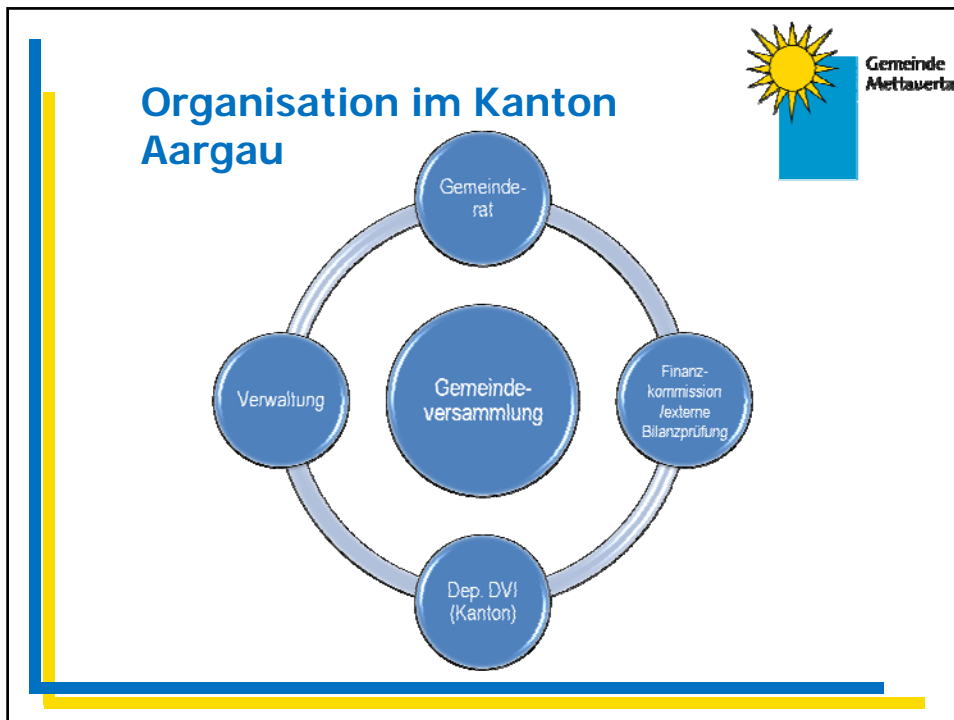 Organisation im Kanton
Aargau
Gemeinde
Mettauerta
Gemeinde-
rat
Verwaltung
Gemeinde-
versammlung
Finanz-
kommission
/externe
Bilanzprüfung
Dep. DVI
(Kanton)